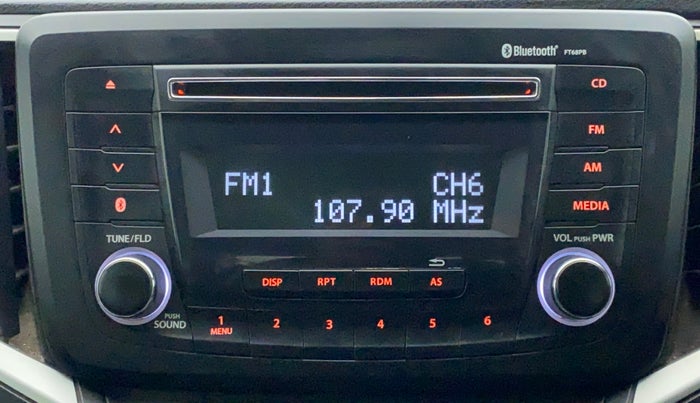 Bluetooth® FT68PB
CD
FM
AM
MEDIA
FM1 CH6
107.90 MHz
TUNE/FLD
VOL PUSH PWR
DISP RPT RDM AS
PUSH
SOUND
1 2 3 4 5 6
MENU